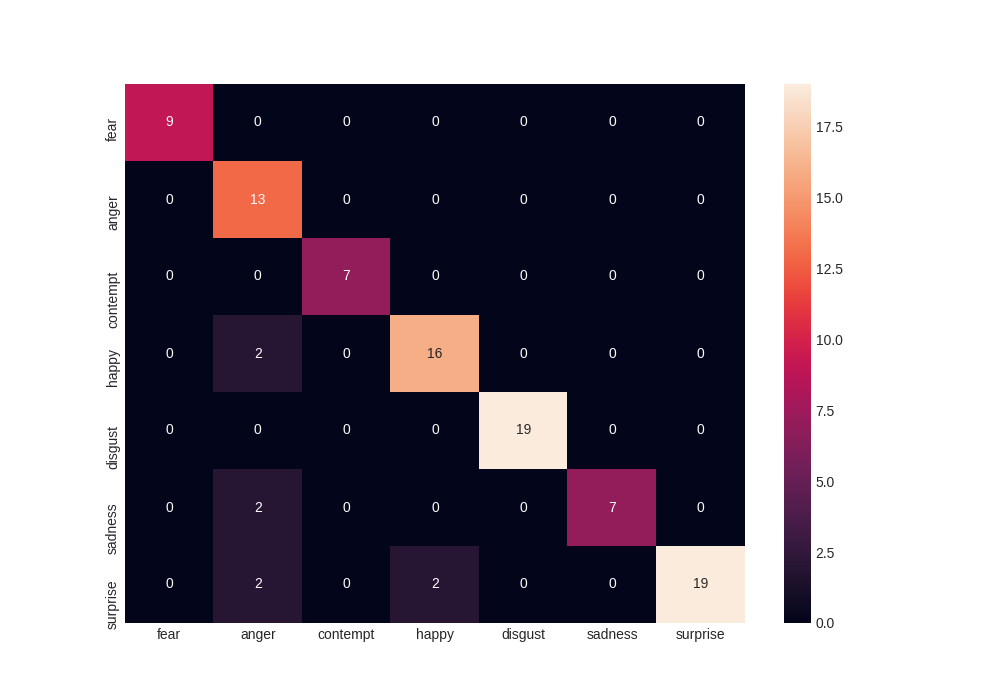 fear 9 0 0 0 0 0 0
anger 0 13 0 0 0 0 0
contempt 0 0 7 0 0 0 0
happy 0 2 0 16 0 0 0
disgust 0 0 0 0 19 0 0
sadness 0 2 0 0 0 7 0
surprise 0 2 0 2 0 0 19
fear anger contempt happy disgust sadness surprise
17.5
15.0
12.5
10.0
7.5
5.0
2.5
0.0